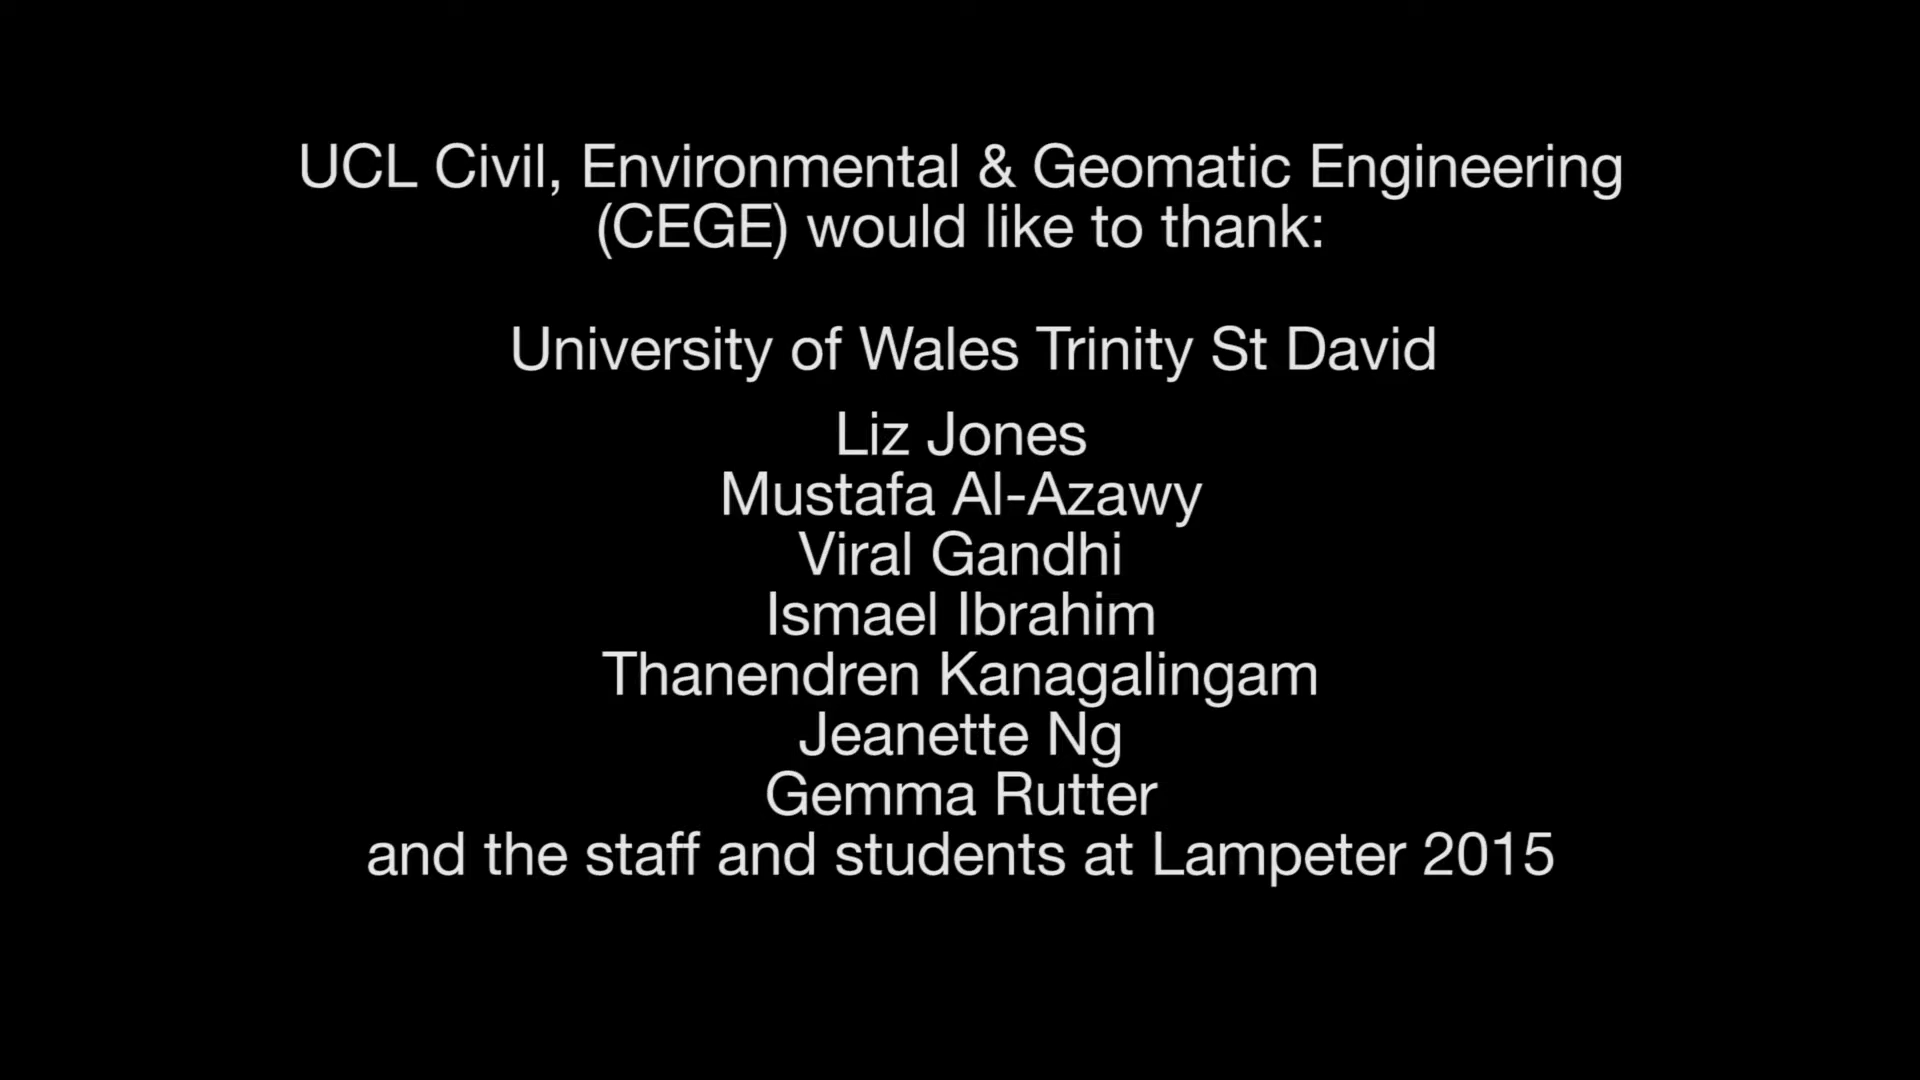 UCL Civil, Environmental & Geomatic Engineering
(CEGE) would like to thank:
University of Wales Trinity St David
Liz Jones
Mustafa Al-Azawy
Viral Gandhi
Ismael Ibrahim
Thanendren Kanagalingam
Jeanette Ng
Gemma Rutter
and the staff and students at Lampeter 2015